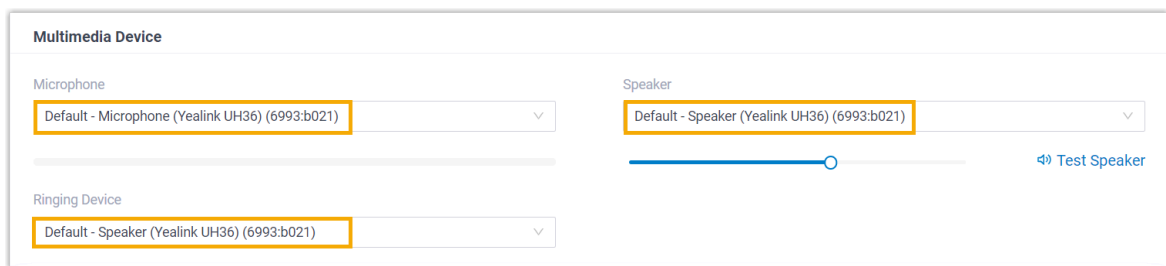 Multimedia Device
Microphone
Speaker
Default - Microphone (Yealink UH36) (6993:b021)
Default - Speaker (Yealink UH36) (6993:b021)
Test Speaker
Ringing Device
Default - Speaker (Yealink UH36) (6993:b021)